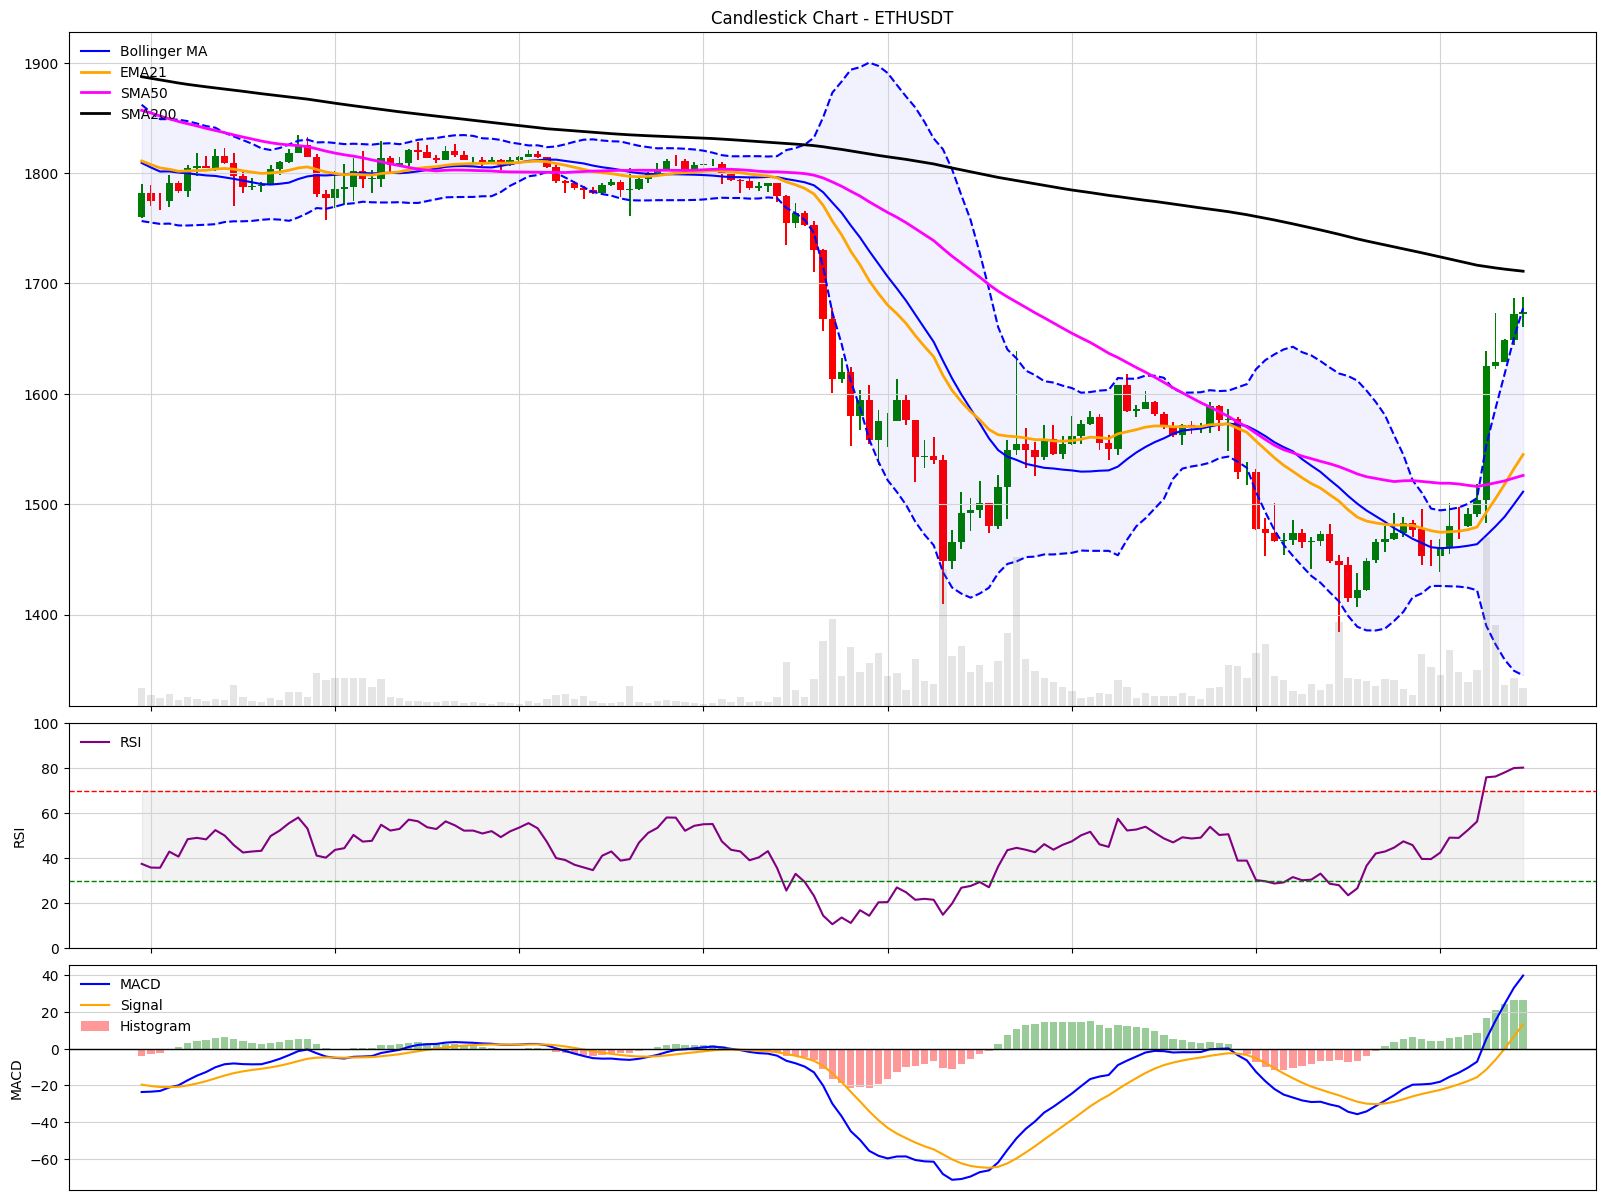 Candlestick Chart - ETHUSDT
Bollinger MA
EMA21
SMA50
SMA200
1900
1800
1700
1600
1500
1400
RSI
100
80
60
40
20
0
RSI
MACD
Signal
Histogram
40
20
0
−20
−40
−60
MACD